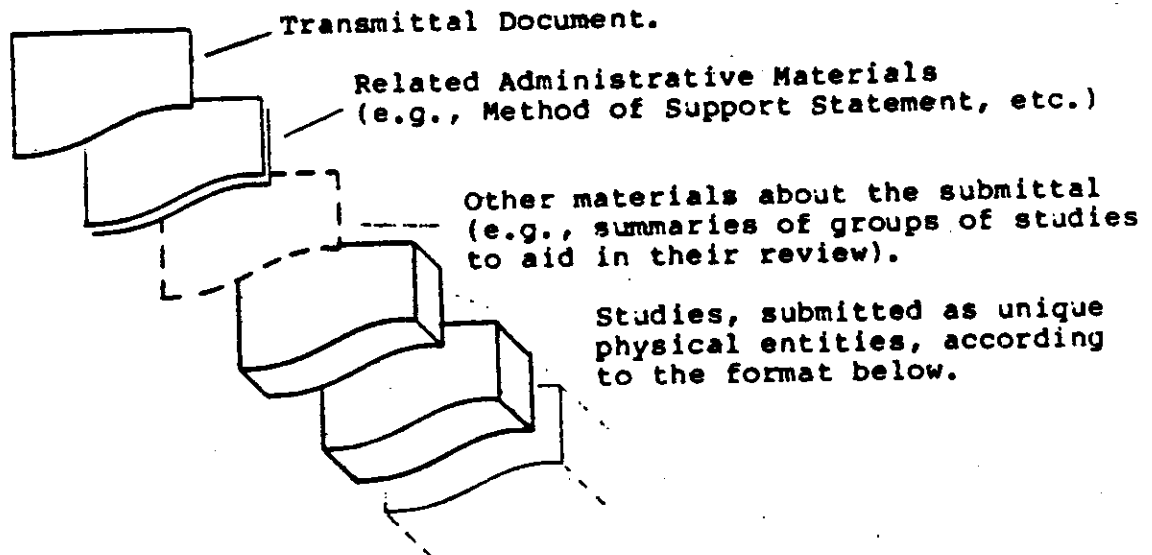 Transmittal Document.
Related Administrative Materials
(e.g., Method of Support Statement, etc.)
Other materials about the submittal
(e.g., summaries of groups of studies
to aid in their review).
Studies, submitted as unique
physical entities, according
to the format below.